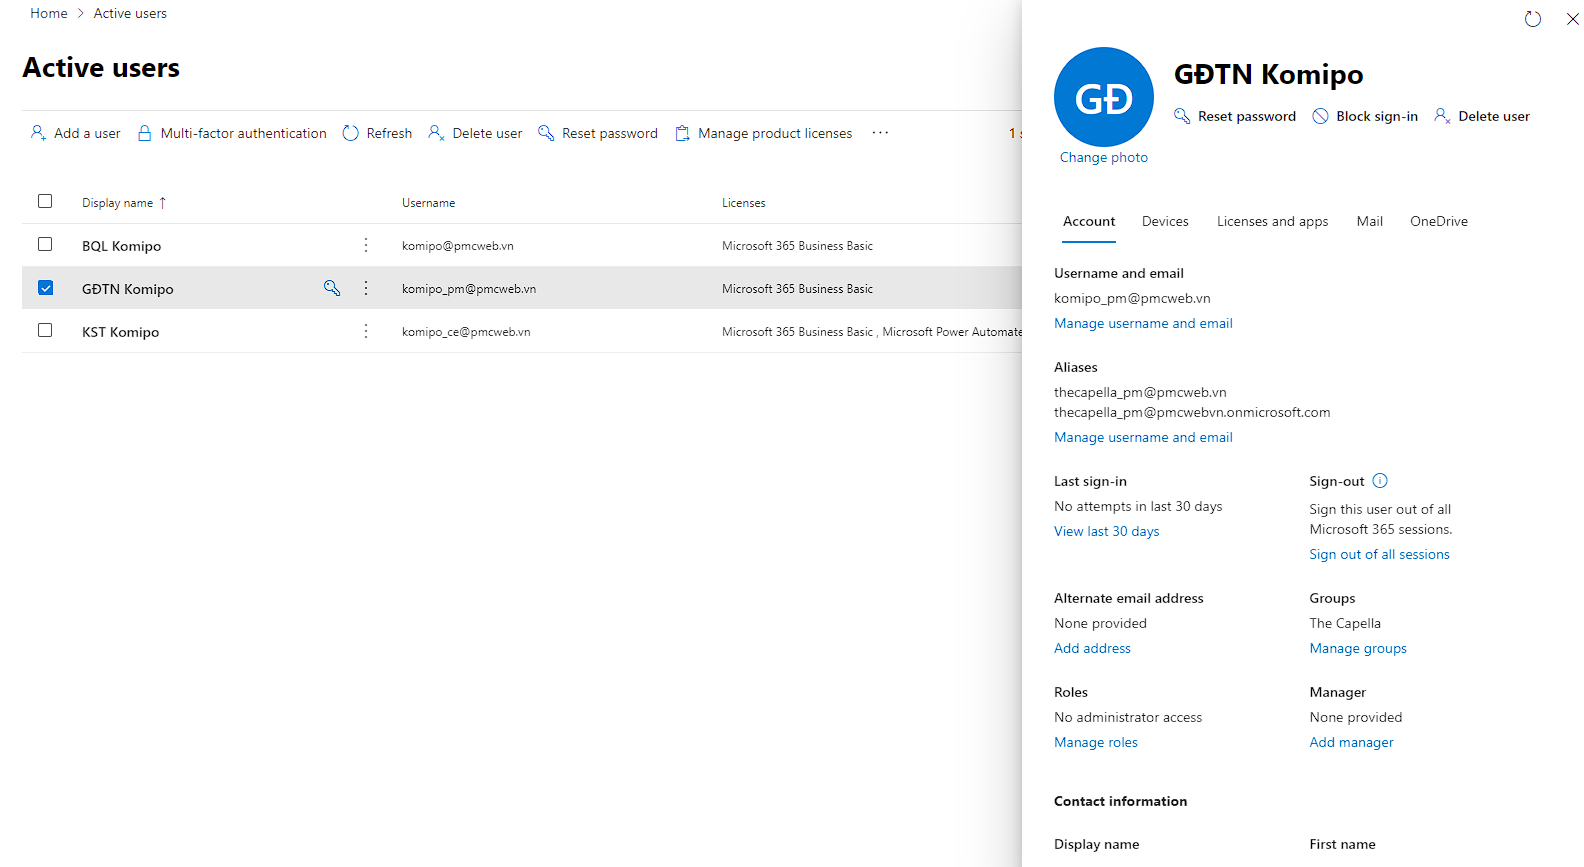 Home > Active users
Active users
Add a user Multi-factor authentication Refresh Delete user Reset password Manage product licenses ··· 1
Display name ↑ Username Licenses
BQL Komipo komipo@pmcweb.vn Microsoft 365 Business Basic
GĐTN Komipo komipo_pm@pmcweb.vn Microsoft 365 Business Basic
KST Komipo komipo_ce@pmcweb.vn Microsoft 365 Business Basic , Microsoft Power Automate
GĐ
GĐTN Komipo
Reset password Block sign-in Delete user
Change photo
Account Devices Licenses and apps Mail OneDrive
Username and email
komipo_pm@pmcweb.vn
Manage username and email
Aliases
thecapella_pm@pmcweb.vn
thecapella_pm@pmcwebvn.onmicrosoft.com
Manage username and email
Last sign-in
No attempts in last 30 days
View last 30 days
Sign-out
Sign this user out of all
Microsoft 365 sessions.
Sign out of all sessions
Alternate email address
None provided
Add address
Groups
The Capella
Manage groups
Roles
No administrator access
Manage roles
Manager
None provided
Add manager
Contact information
Display name First name